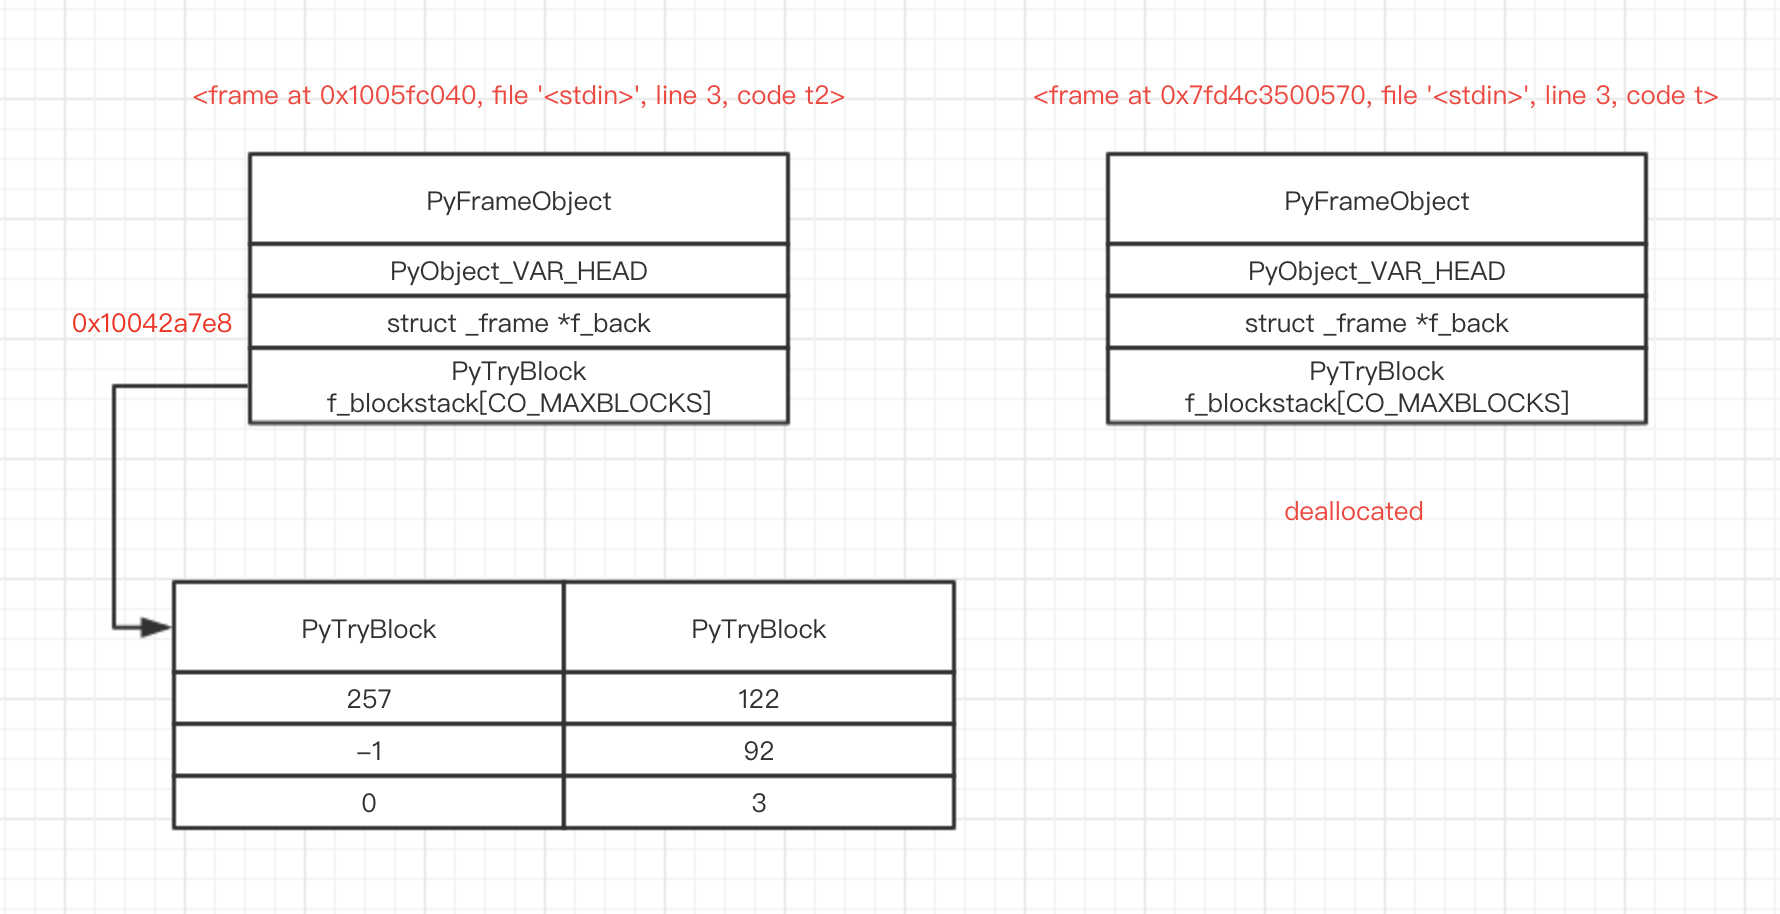 <frame at 0x1005fc040, file '<stdin>', line 3, code t2>
<frame at 0x7fd4c3500570, file '<stdin>', line 3, code t>
PyFrameObject
PyObject_VAR_HEAD
0x10042a7e8
struct _frame *f_back
PyTryBlock
f_blockstack[CO_MAXBLOCKS]
PyFrameObject
PyObject_VAR_HEAD
struct _frame *f_back
PyTryBlock
f_blockstack[CO_MAXBLOCKS]
deallocated
PyTryBlock
PyTryBlock
257
122
–1
92
0
3